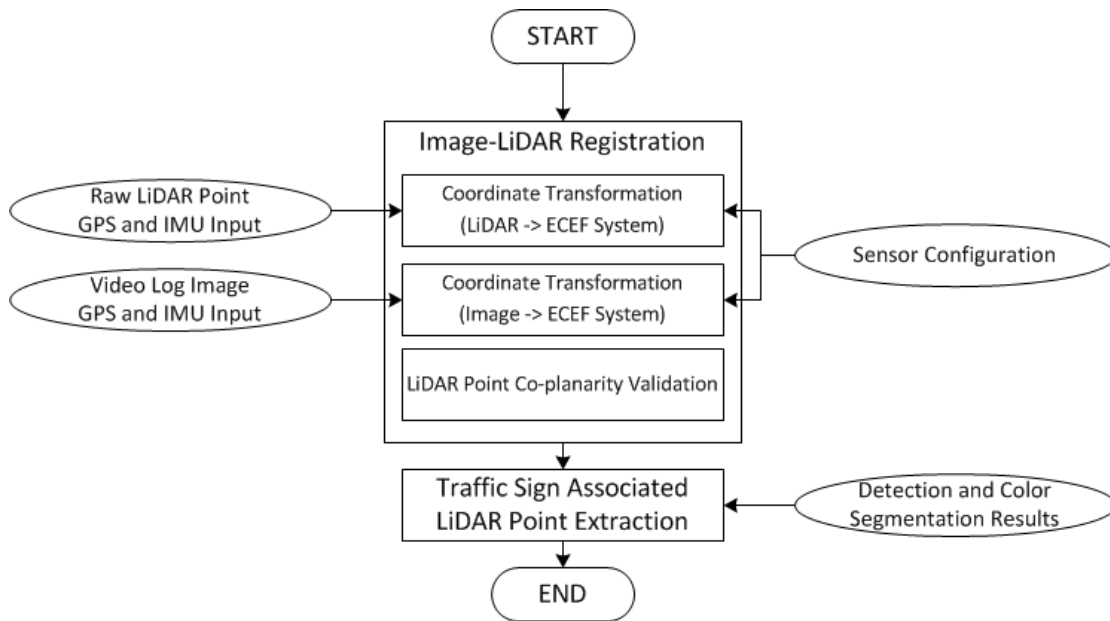 START
Image-LiDAR Registration
Raw LiDAR Point
GPS and IMU Input
Coordinate Transformation
(LiDAR -> ECEF System)
Sensor Configuration
Video Log Image
GPS and IMU Input
Coordinate Transformation
(Image -> ECEF System)
LiDAR Point Co-planarity Validation
Traffic Sign Associated
LiDAR Point Extraction
Detection and Color
Segmentation Results
END